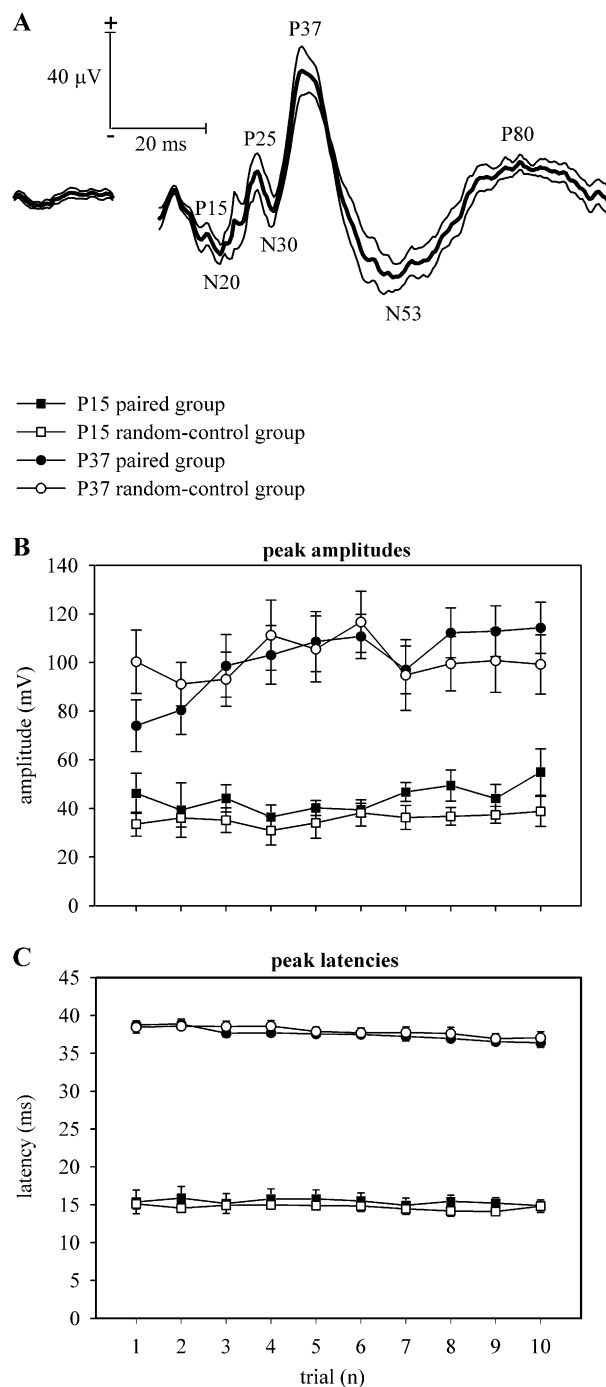 A
+
40 µV
-
20 ms
P37
P25
P15
P80
N30
N20
N53
P15 paired group
P15 random-control group
P37 paired group
P37 random-control group
B
peak amplitudes
140
120
100
80
60
40
20
0
amplitude (mV)
C
peak latencies
45
40
35
30
25
20
15
10
5
0
latency (ms)
1 2 3 4 5 6 7 8 9 10
trial (n)